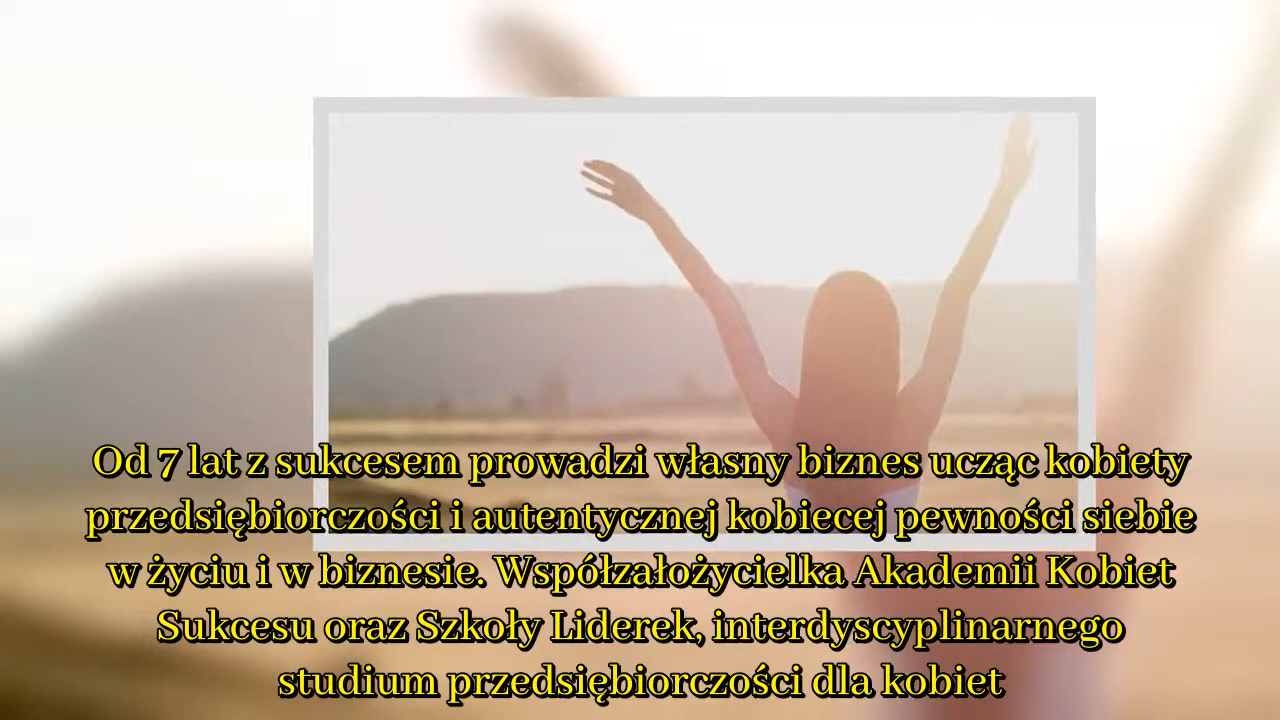 Od 7 lat z sukcesem prowadzi własny biznes ucząc kobiety
przedsiębiorczości i autentycznej kobiecej pewności siebie
w życiu i w biznesie. Współzałożycielka Akademii Kobiet
Sukcesu oraz Szkoły Liderek, interdyscyplinarnego
studium przedsiębiorczości dla kobiet